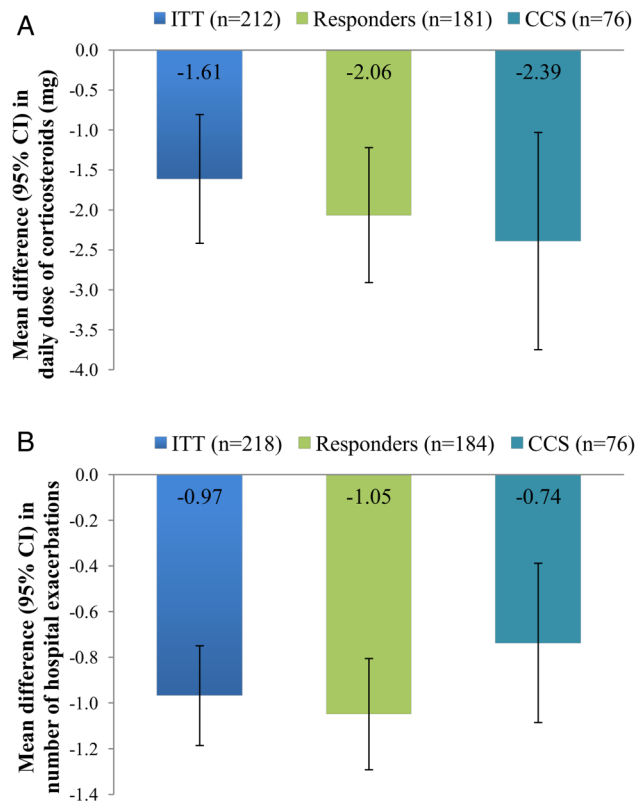 A
ITT (n=212) Responders (n=181) CCS (n=76)
0.0
-0.5
-1.0
-1.5
-2.0
-2.5
-3.0
-3.5
-4.0
Mean difference (95% CI) in
daily dose of corticosteroids (mg)
-1.61 -2.06 -2.39
B
ITT (n=218) Responders (n=184) CCS (n=76)
0.0
-0.2
-0.4
-0.6
-0.8
-1.0
-1.2
-1.4
Mean difference (95% CI) in
number of hospital exacerbations
-0.97 -1.05 -0.74